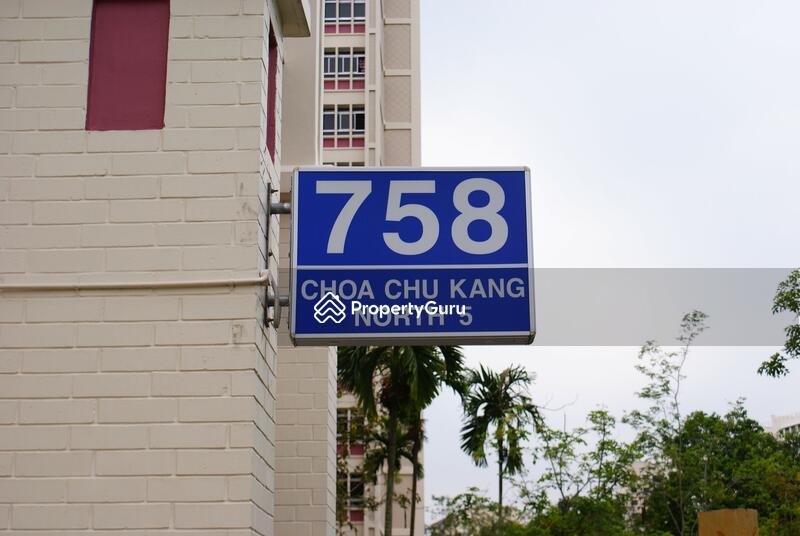 758
CHOA CHU KANG
PropertyGuru
NORTH 5